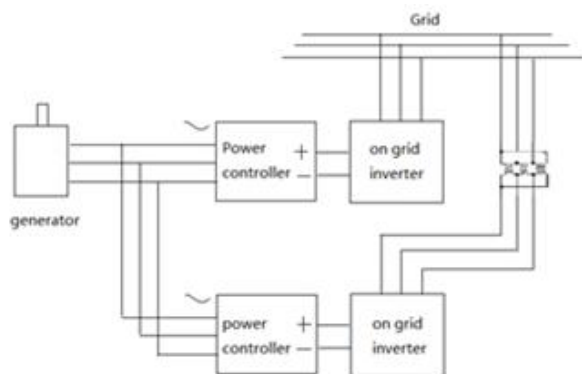 Grid
Power +
controller −
on grid
inverter
generator
power +
controller −
on grid
inverter